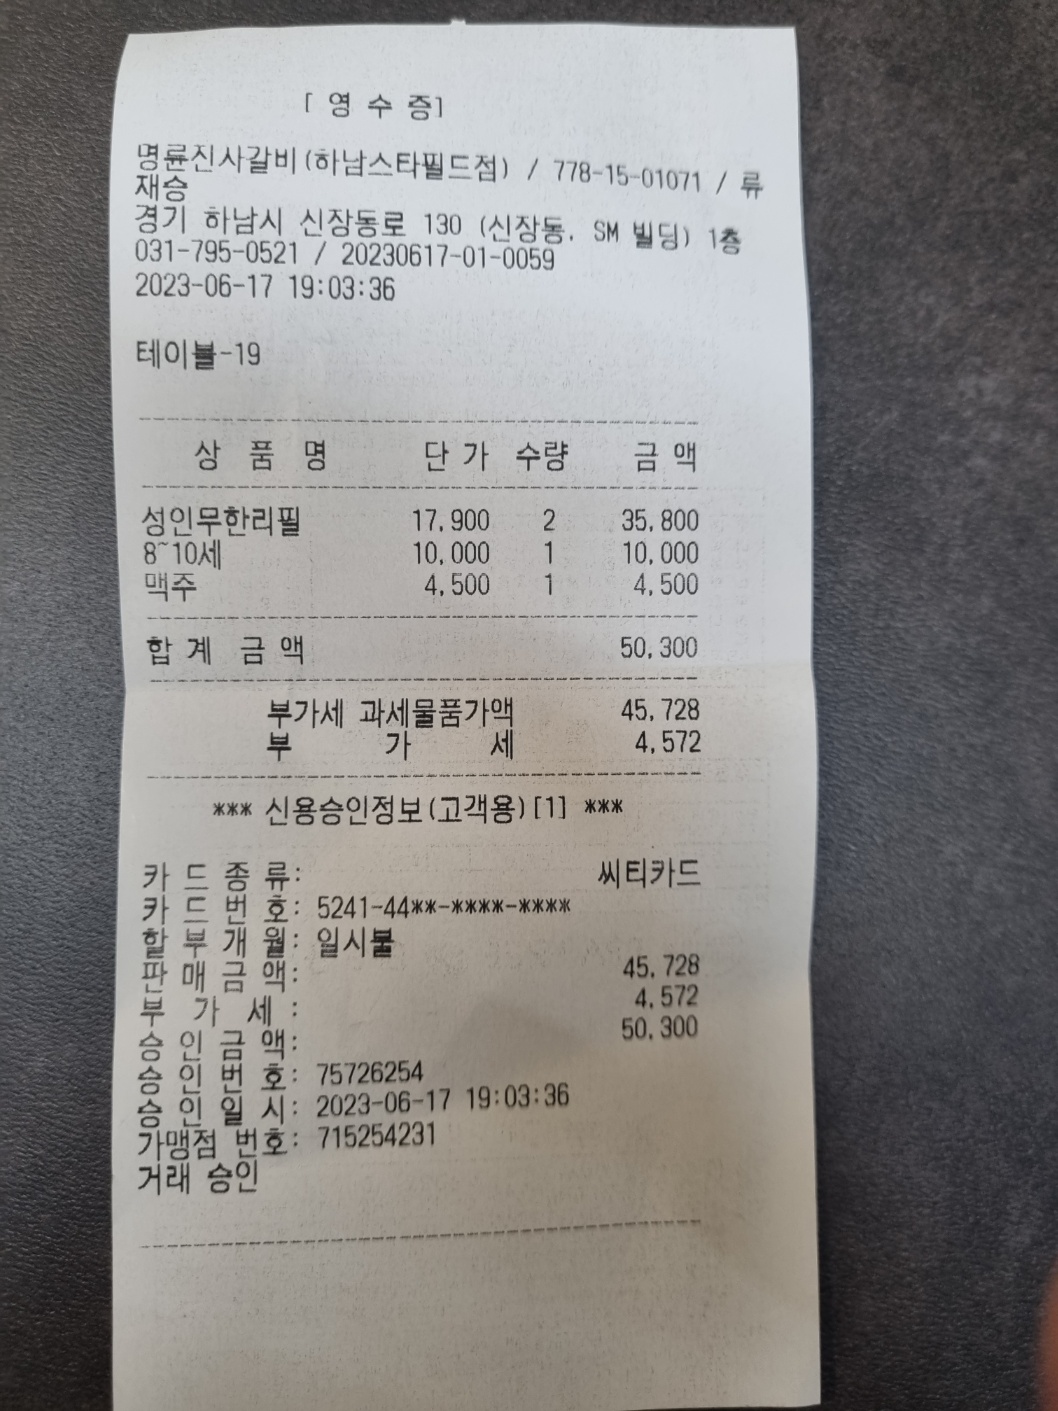 [ 영 수 증]
명륜진사갈비(하남스타필드점) / 778-15-01071 / 류
재승
경기 하남시 신장동로 130 (신장동, SM 빌딩) 1층
031-795-0521 / 20230617-01-0059
2023-06-17 19:03:36
테이블-19
상 품 명 단 가 수량 금 액
성인무한리필 17,900 2 35,800
8~10세 10,000 1 10,000
맥주 4,500 1 4,500
합 계 금 액 50,300
부가세 과세물품가액 45,728
부 가 세 4,572
*** 신용승인정보(고객용)[1] ***
카 드 종 류: 씨티카드
카 드 번 호: 5241-44**-****-****
할 부 개 월: 일시불
판 매 금 액: 45,728
부 가 세 : 4,572
승 인 금 액: 50,300
승 인 번 호: 75726254
승 인 일 시: 2023-06-17 19:03:36
가맹점 번호: 715254231
거래 승인